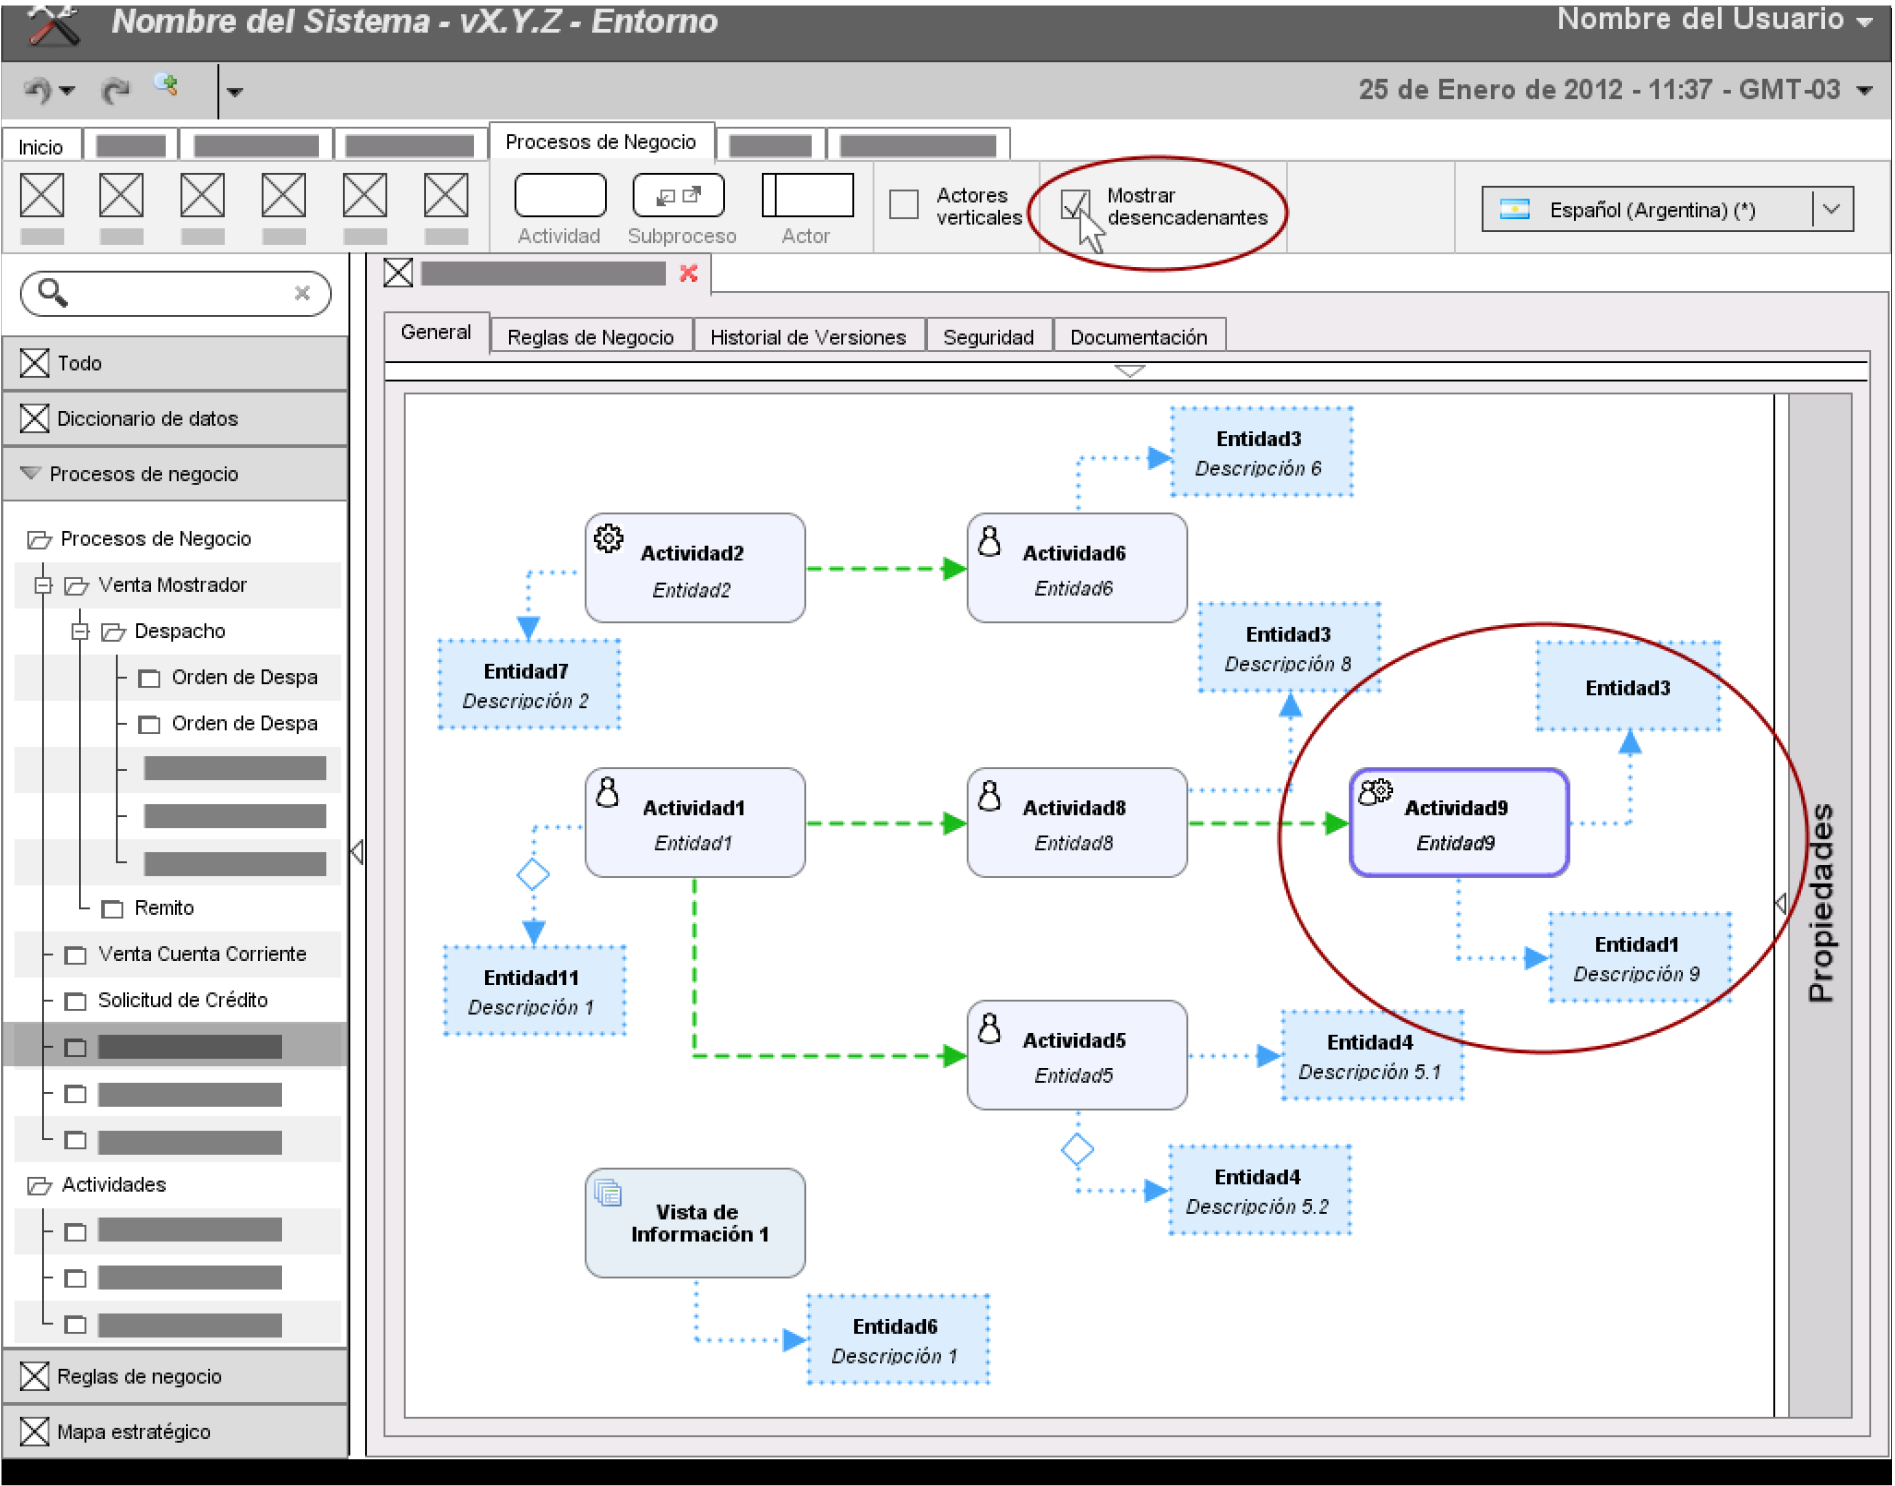 Nombre del Sistema - vX.Y.Z - Entorno
Nombre del Usuario
25 de Enero de 2012 - 11:37 - GMT-03
Inicio
Procesos de Negocio
Actividad
Subproceso
Actor
Actores
verticales
Mostrar
desencadenantes
Español (Argentina) (*)
Todo
Diccionario de datos
Procesos de negocio
Procesos de Negocio
Venta Mostrador
Despacho
Orden de Despa
Orden de Despa
Remito
Venta Cuenta Corriente
Solicitud de Crédito
Actividades
Reglas de negocio
Mapa estratégico
General
Reglas de Negocio
Historial de Versiones
Seguridad
Documentación
Entidad3
Descripción 6
Actividad2
Entidad2
Actividad6
Entidad6
Entidad7
Descripción 2
Entidad3
Descripción 8
Entidad3
Actividad1
Entidad1
Actividad8
Entidad8
Actividad9
Entidad9
Entidad11
Descripción 1
Entidad1
Descripción 9
Actividad5
Entidad5
Entidad4
Descripción 5.1
Entidad4
Descripción 5.2
Vista de
Información 1
Entidad6
Descripción 1
Propiedades